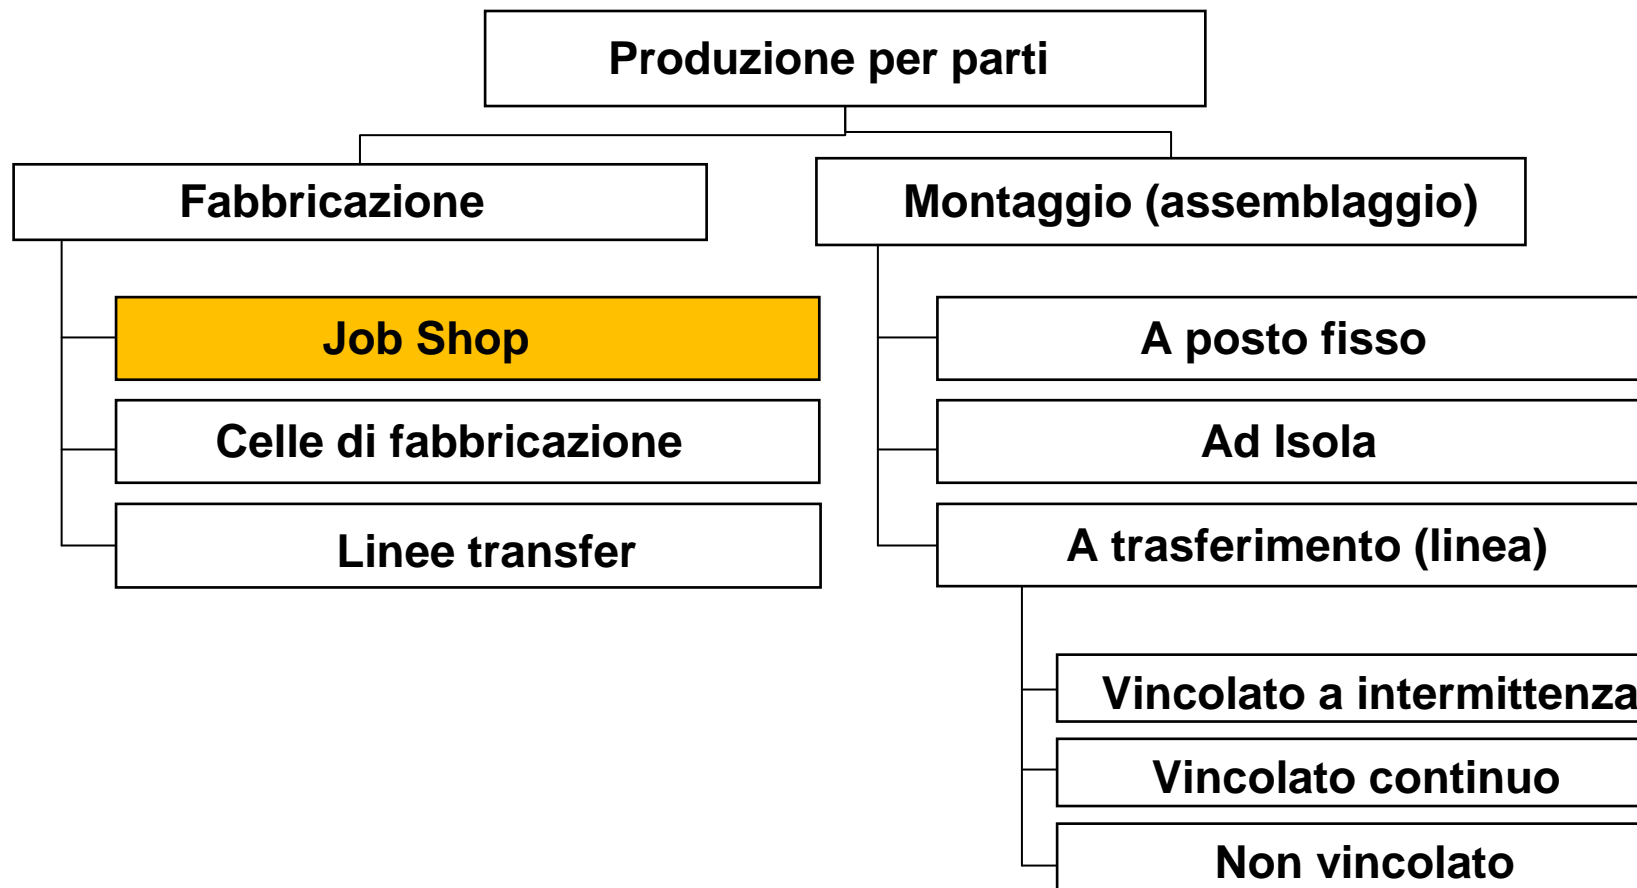 Produzione per parti
Fabbricazione
Montaggio (assemblaggio)
Job Shop
A posto fisso
Celle di fabbricazione
Ad Isola
Linee transfer
A trasferimento (linea)
Vincolato a intermittenza
Vincolato continuo
Non vincolato